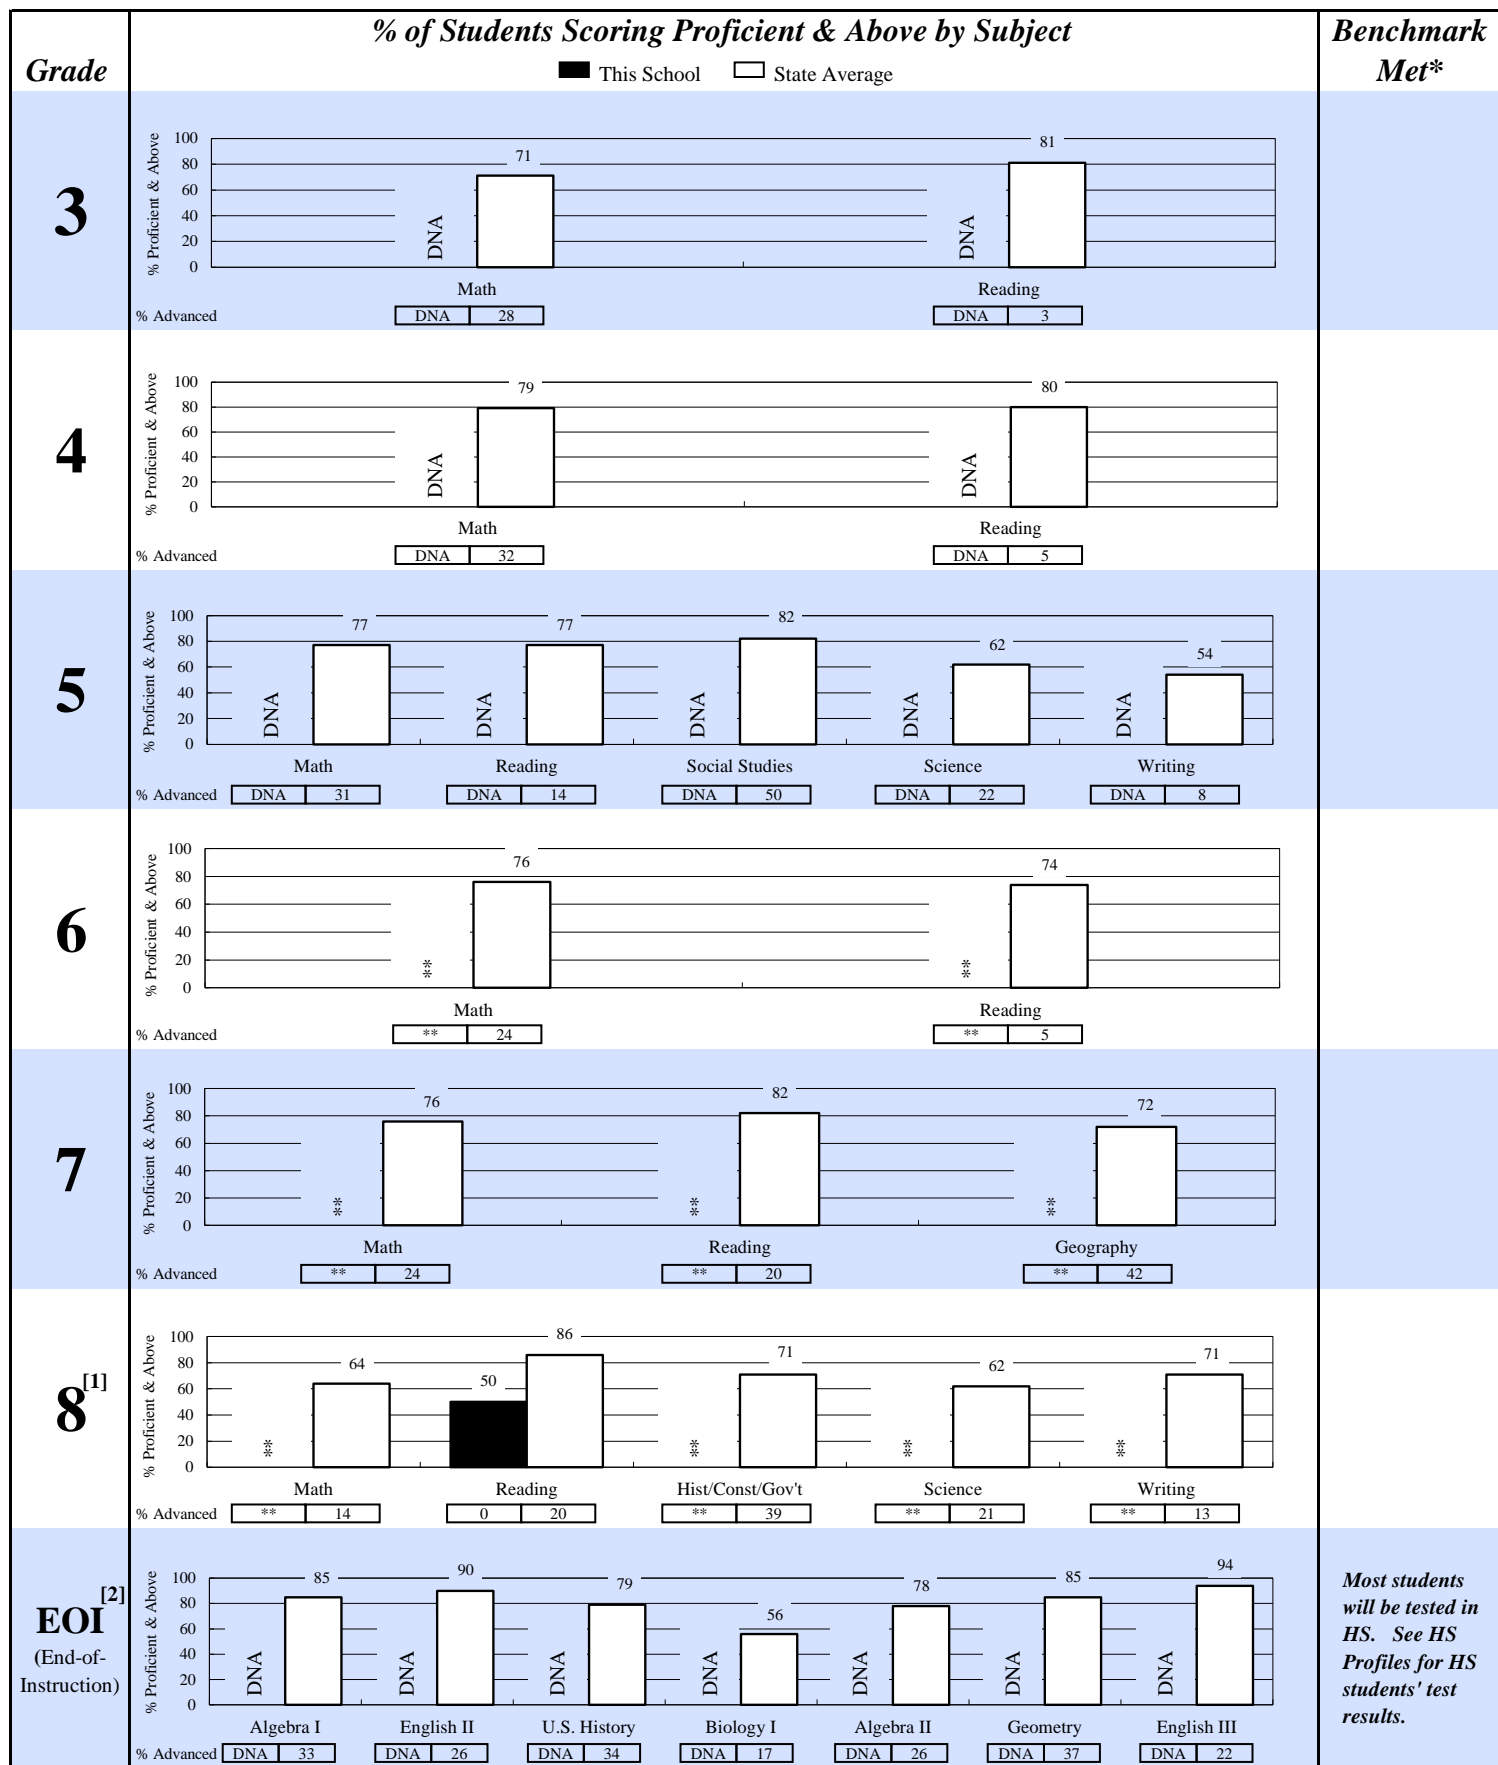 % of Students Scoring Proficient & Above by Subject
Benchmark
Met*
Grade
This School
State Average
3
% Proficient & Above
100
80
60
40
20
0
DNA
71
DNA
81
Math
Reading
% Advanced
DNA 28
DNA 3
4
% Proficient & Above
100
80
60
40
20
0
DNA
79
DNA
80
Math
Reading
% Advanced
DNA 32
DNA 5
5
% Proficient & Above
100
80
60
40
20
0
DNA
77
DNA
77
DNA
82
DNA
62
DNA
54
Math
Reading
Social Studies
Science
Writing
% Advanced
DNA 31
DNA 14
DNA 50
DNA 22
DNA 8
6
% Proficient & Above
100
80
60
40
20
0
**
76
**
74
Math
Reading
% Advanced
** 24
** 5
7
% Proficient & Above
100
80
60
40
20
0
**
76
**
82
**
72
Math
Reading
Geography
% Advanced
** 24
** 20
** 42
8[1]
% Proficient & Above
100
80
60
40
20
0
**
64
50
86
**
71
**
62
**
71
Math
Reading
Hist/Const/Gov't
Science
Writing
% Advanced
** 14
0 20
** 39
** 21
** 13
EOI[2]
(End-of-
Instruction)
% Proficient & Above
100
80
60
40
20
0
DNA
85
DNA
90
DNA
79
DNA
56
DNA
78
DNA
85
DNA
94
Algebra I
English II
U.S. History
Biology I
Algebra II
Geometry
English III
% Advanced
DNA 33
DNA 26
DNA 34
DNA 17
DNA 26
DNA 37
DNA 22
Most students
will be tested in
HS. See HS
Profiles for HS
students' test
results.